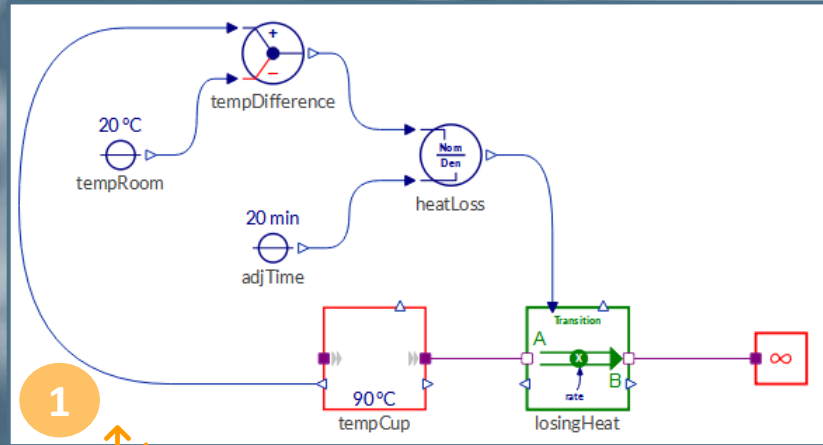 +
−
tempDifference
20 °C
tempRoom
Nom
Den
heatLoss
20 min
adjTime
Transition
A
x
B
rate
∞
90 °C
1
tempCup
losingHeat